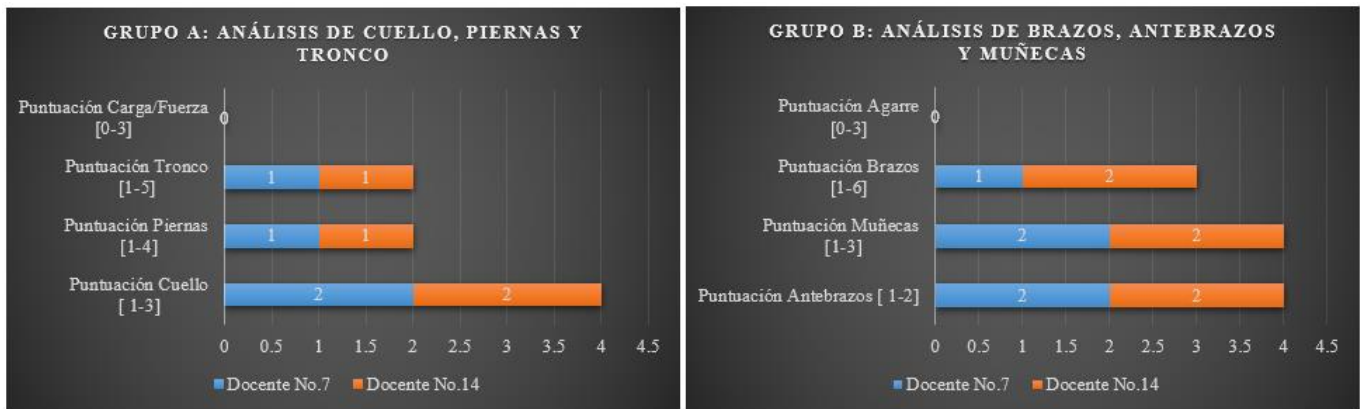 GRUPO A: ANÁLISIS DE CUELLO, PIERNAS Y
TRONCO
Puntuación Carga/Fuerza
[0-3]
0
Puntuación Tronco
[1-5]
1 1
Puntuación Piernas
[1-4]
1 1
Puntuación Cuello
[ 1-3]
2 2
0 0.5 1 1.5 2 2.5 3 3.5 4 4.5
Docente No.7 Docente No.14
GRUPO B: ANÁLISIS DE BRAZOS, ANTEBRAZOS
Y MUÑECAS
Puntuación Agarre
[0-3]
0
Puntuación Brazos
[1-6]
1 2
Puntuación Muñecas
[1-3]
2 2
Puntuación Antebrazos [ 1-2]
2 2
0 0.5 1 1.5 2 2.5 3 3.5 4 4.5
Docente No.7 Docente No.14